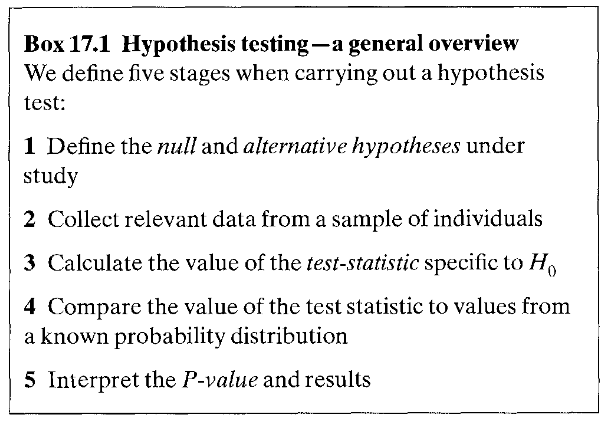 Box 17.1 Hypothesis testing—a general overview
We define five stages when carrying out a hypothesis
test:
1 Define the null and alternative hypotheses under
study
2 Collect relevant data from a sample of individuals
3 Calculate the value of the test-statistic specific to H0
4 Compare the value of the test statistic to values from
a known probability distribution
5 Interpret the P-value and results